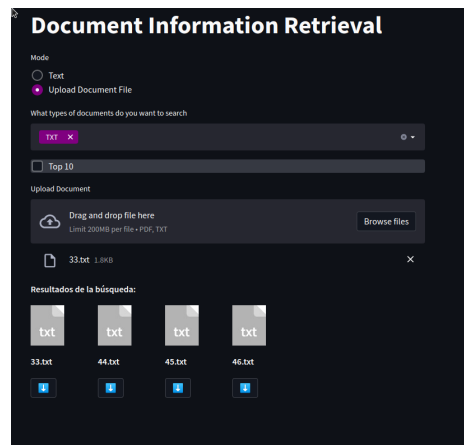 Document Information Retrieval
Mode
Text
Upload Document File
What types of documents do you want to search
TXT
Top 10
Upload Document
Drag and drop file here
Limit 200MB per file • PDF, TXT
Browse files
33.txt 1.8KB
Resultados de la búsqueda:
txt txt txt txt
33.txt 44.txt 45.txt 46.txt